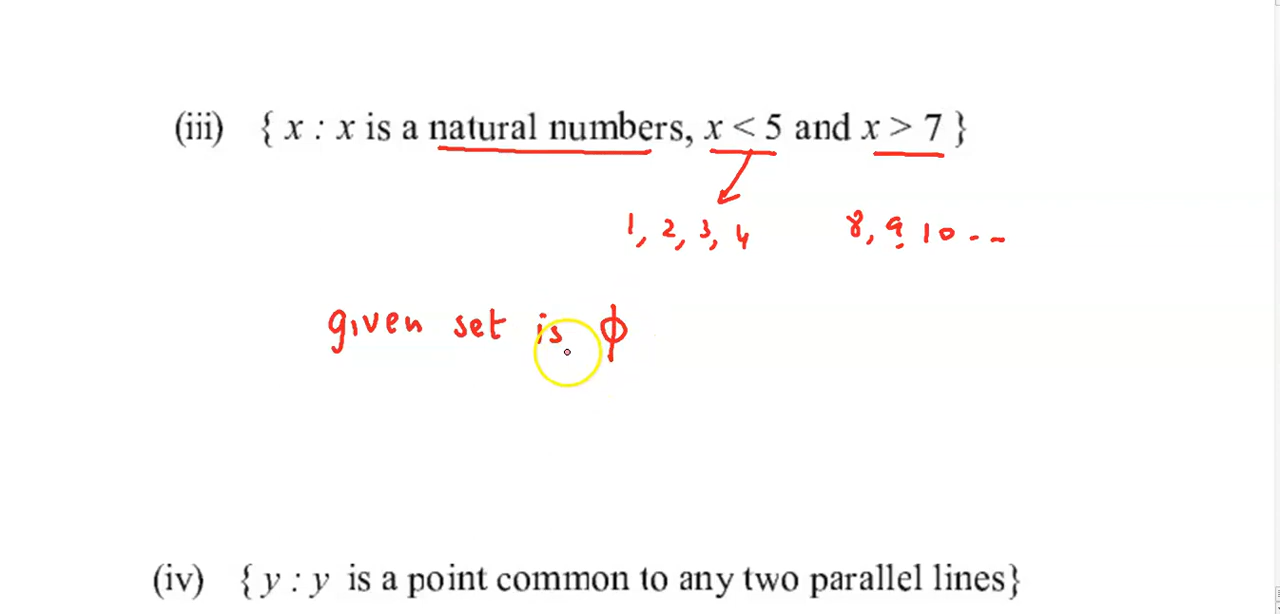 (iii) { x : x is a natural numbers, x < 5 and x > 7 }
1, 2, 3, 4 8, 9, 10 - -
given set is ϕ
(iv) { y : y is a point common to any two parallel lines}